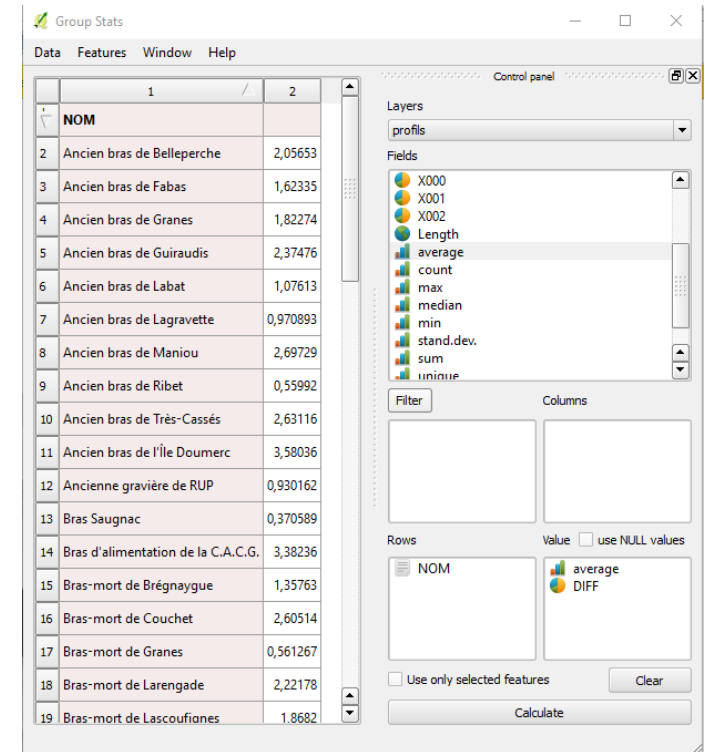 Group Stats
Data Features Window Help
1 2
NOM
2 Ancien bras de Belleperche 2,05653
3 Ancien bras de Fabas 1,62335
4 Ancien bras de Granes 1,82274
5 Ancien bras de Guiraudis 2,37476
6 Ancien bras de Labat 1,07613
7 Ancien bras de Lagravette 0,970893
8 Ancien bras de Maniou 2,69729
9 Ancien bras de Ribet 0,55992
10 Ancien bras de Très-Cassés 2,63116
11 Ancien bras de l'Île Doumerc 3,58036
12 Ancienne gravière de RUP 0,930162
13 Bras Saugnac 0,370589
14 Bras d'alimentation de la C.A.C.G. 3,38236
15 Bras-mort de Brégnaygue 1,35763
16 Bras-mort de Couchet 2,60514
17 Bras-mort de Granes 0,561267
18 Bras-mort de Larengade 2,22178
19 Bras-mort de Lascoufignes 1.8682
Control panel
Layers
profils
Fields
X000
X001
X002
Length
average
count
max
median
min
stand.dev.
sum
unique
Filter Columns
Rows Value use NULL values
NOM average
DIFF
Use only selected features Clear
Calculate